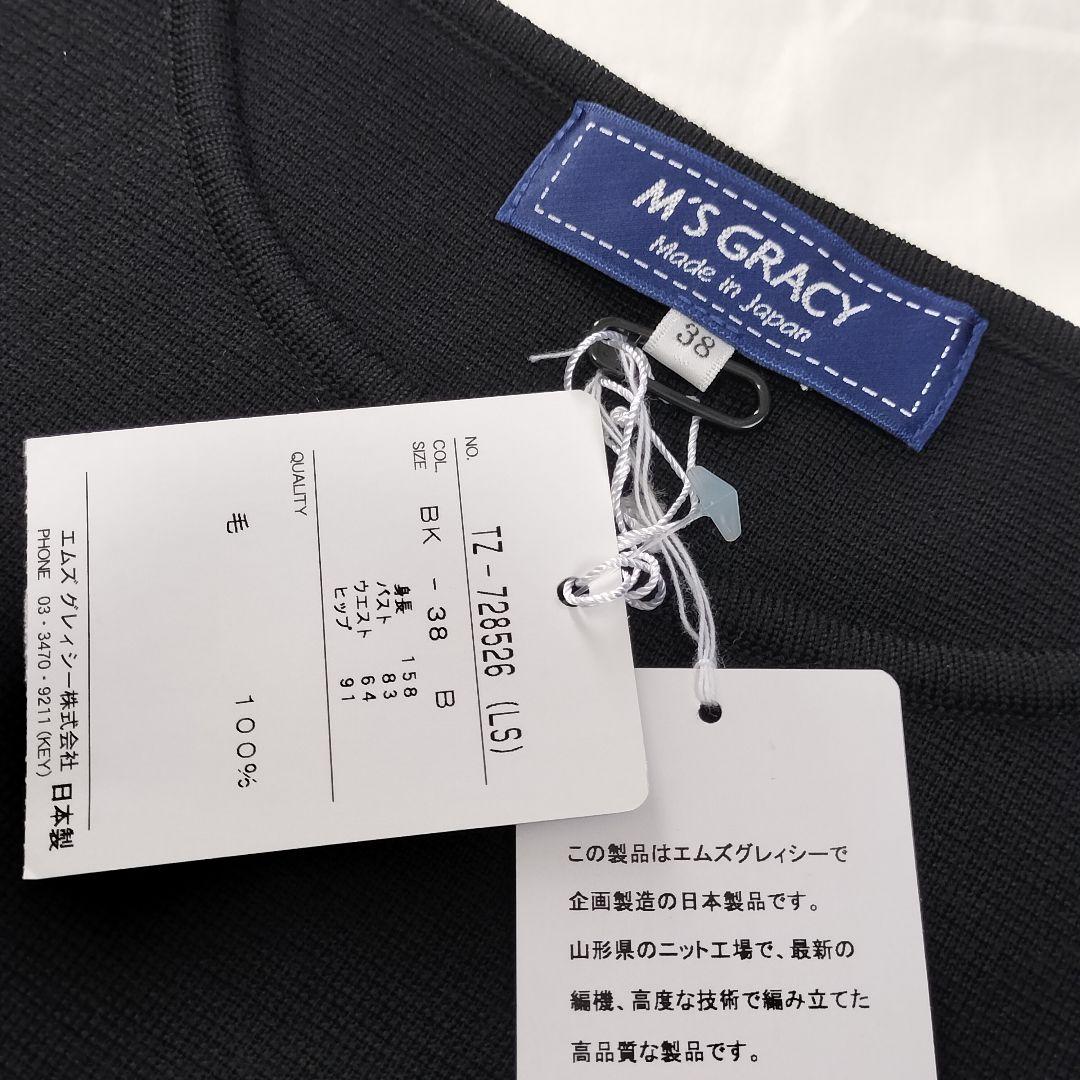 M'S GRACY
Made in Japan
38
NO. TZ-728526 (LS)
COL. SIZE BK - 38 B
身長 158
バスト 83
ウエスト 64
ヒップ 91
QUALITY
毛 100%
エムズ グレィシー株式会社 日本製
PHONE 03・3470・9211 (KEY)
この製品はエムズグレィシーで
企画製造の日本製品です。
山形県のニット工場で、最新の
編機、高度な技術で編み立てた
高品質な製品です。